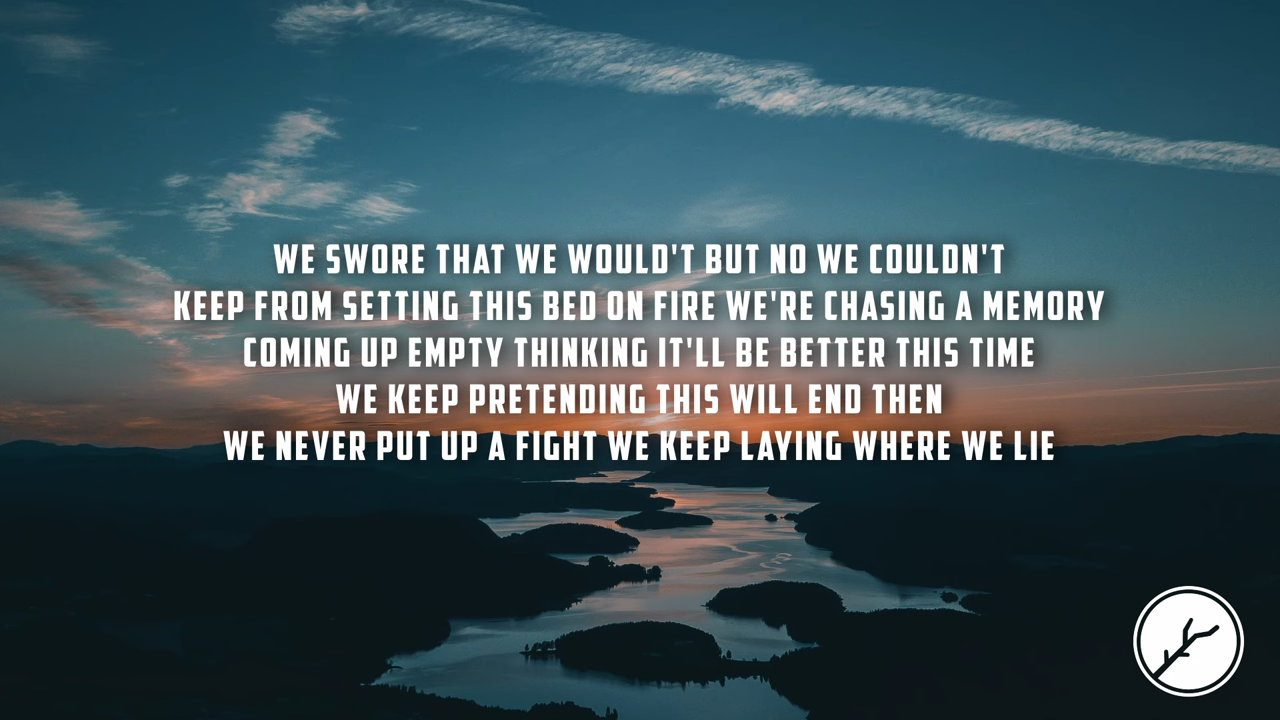 WE SWORE THAT WE WOULD'T BUT NO WE COULDN'T
KEEP FROM SETTING THIS BED ON FIRE WE'RE CHASING A MEMORY
COMING UP EMPTY THINKING IT'LL BE BETTER THIS TIME
WE KEEP PRETENDING THIS WILL END THEN
WE NEVER PUT UP A FIGHT WE KEEP LAYING WHERE WE LIE